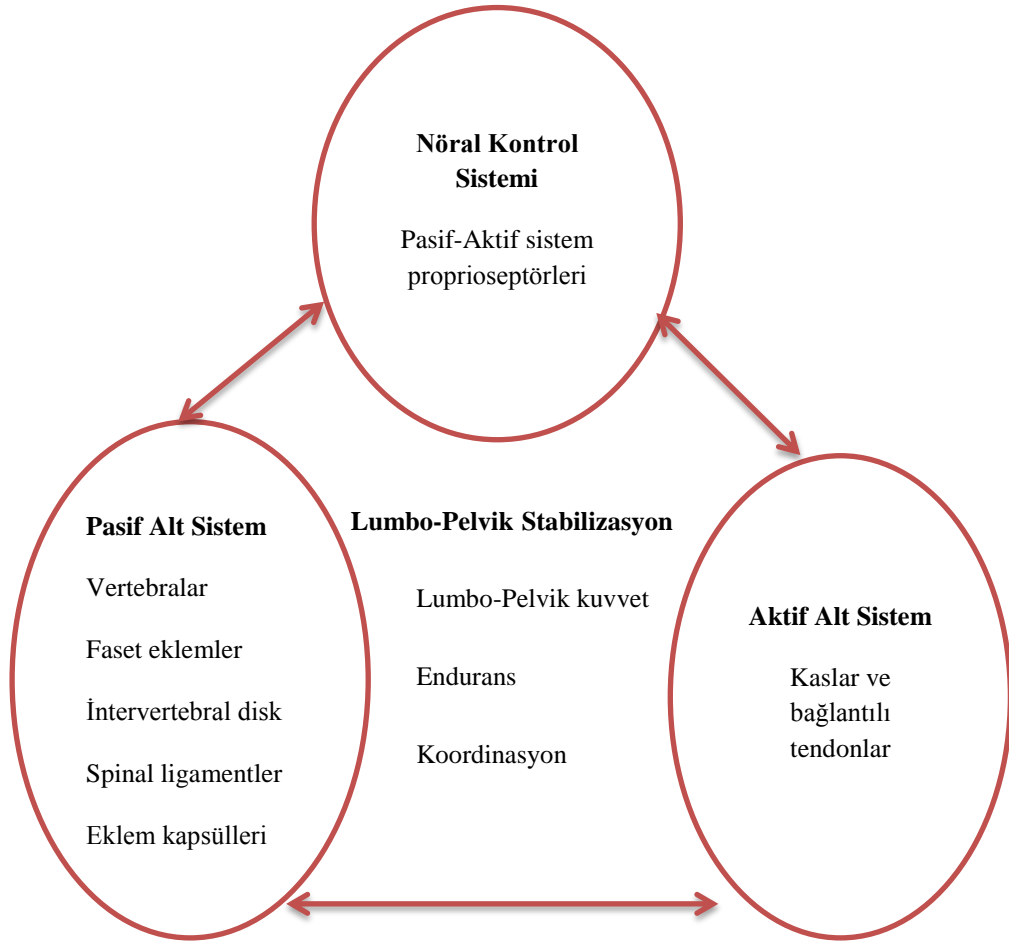 Nöral Kontrol
Sistemi
Pasif-Aktif sistem
proprioseptörleri
Pasif Alt Sistem
Vertebralar
Faset eklemler
İntervertebral disk
Spinal ligamentler
Eklem kapsülleri
Lumbo-Pelvik Stabilizasyon
Lumbo-Pelvik kuvvet
Endurans
Koordinasyon
Aktif Alt Sistem
Kaslar ve
bağlantılı
tendonlar